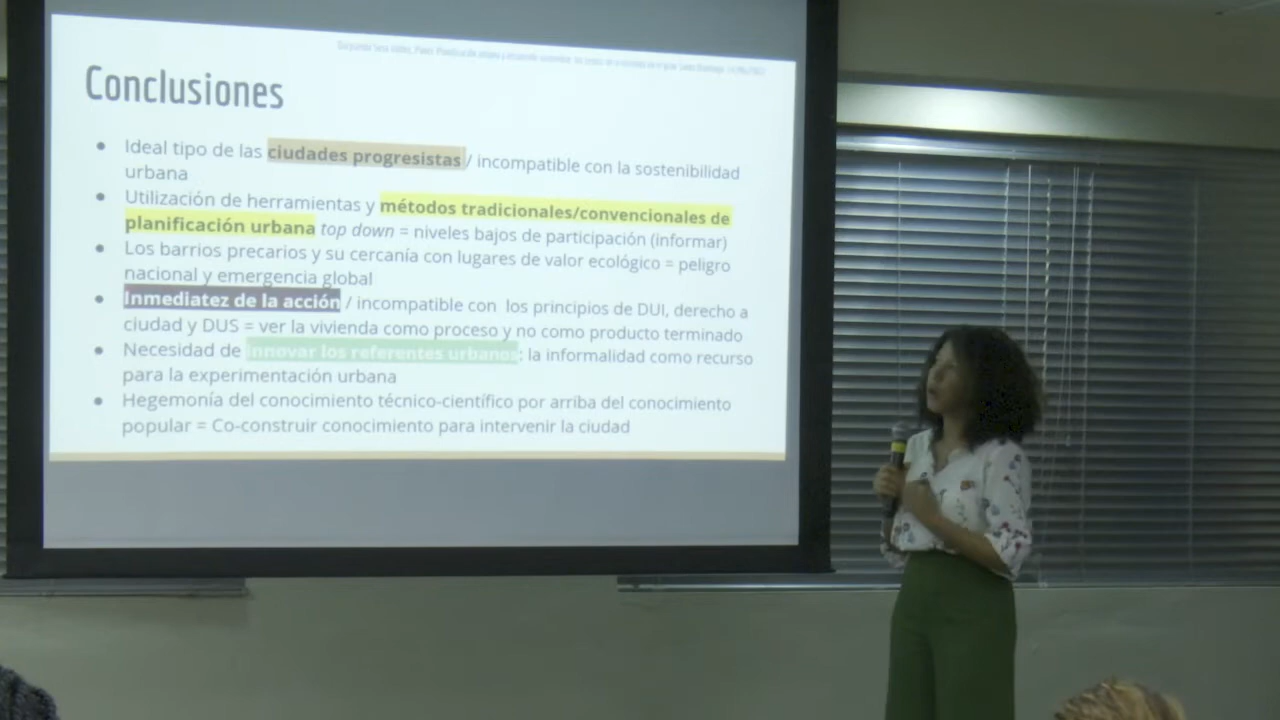 Conclusiones
● Ideal tipo de las ciudades progresistas / incompatible con la sostenibilidad
urbana
● Utilización de herramientas y métodos tradicionales/convencionales de
planificación urbana top down = niveles bajos de participación (informar)
● Los barrios precarios y su cercanía con lugares de valor ecológico = peligro
nacional y emergencia global
● Inmediatez de la acción / incompatible con los principios de DUI, derecho a
ciudad y DUS = ver la vivienda como proceso y no como producto terminado
● Necesidad de innovar los referentes urbanos: la informalidad como recurso
para la experimentación urbana
● Hegemonía del conocimiento técnico-científico por arriba del conocimiento
popular = Co-construir conocimiento para intervenir la ciudad